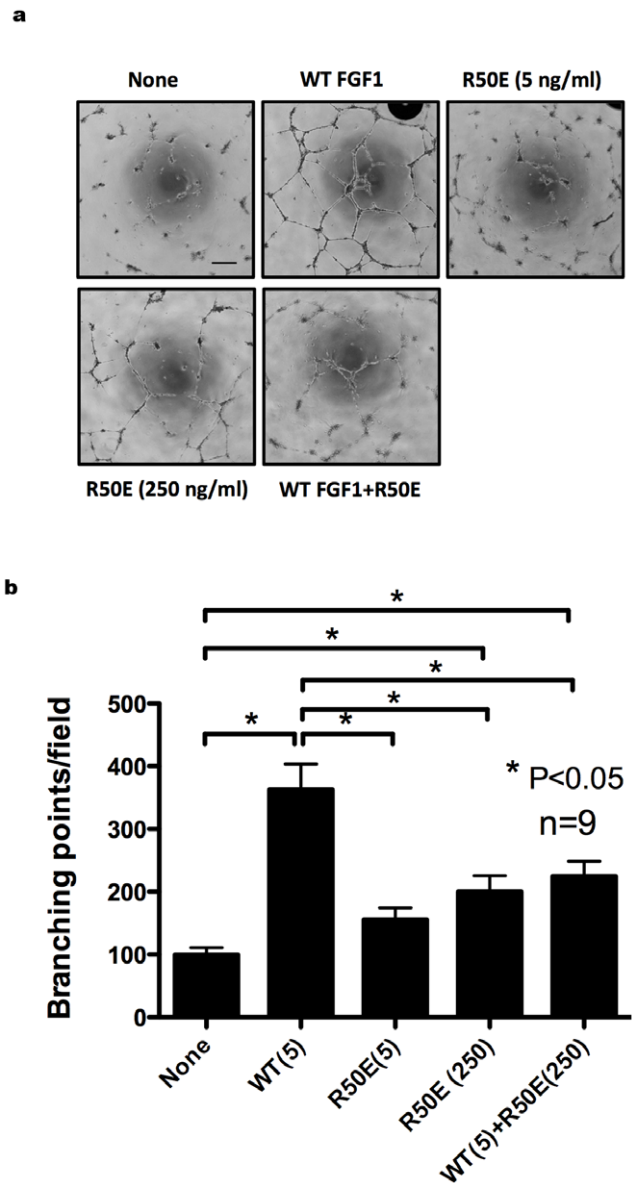 a
None WT FGF1 R50E (5 ng/ml)
R50E (250 ng/ml) WT FGF1+R50E
b
*
*
*
*
* *
Branching points/field
500
400
300
200
100
0
* P<0.05
n=9
None
WT(5)
R50E(5)
R50E (250)
WT(5)+R50E(250)